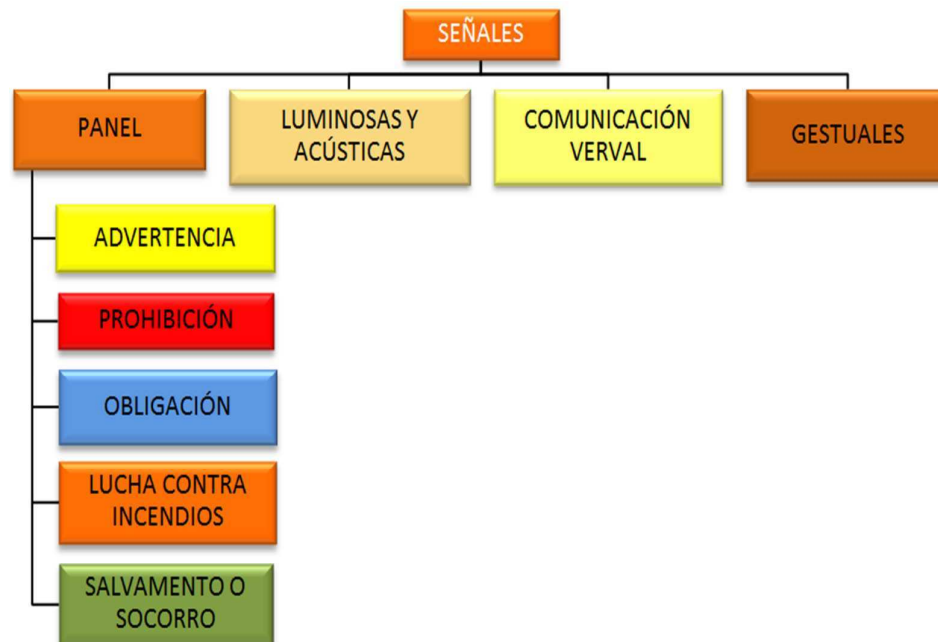 SEÑALES
PANEL
LUMINOSAS Y
ACÚSTICAS
COMUNICACIÓN
VERVAL
GESTUALES
ADVERTENCIA
PROHIBICIÓN
OBLIGACIÓN
LUCHA CONTRA
INCENDIOS
SALVAMENTO O
SOCORRO